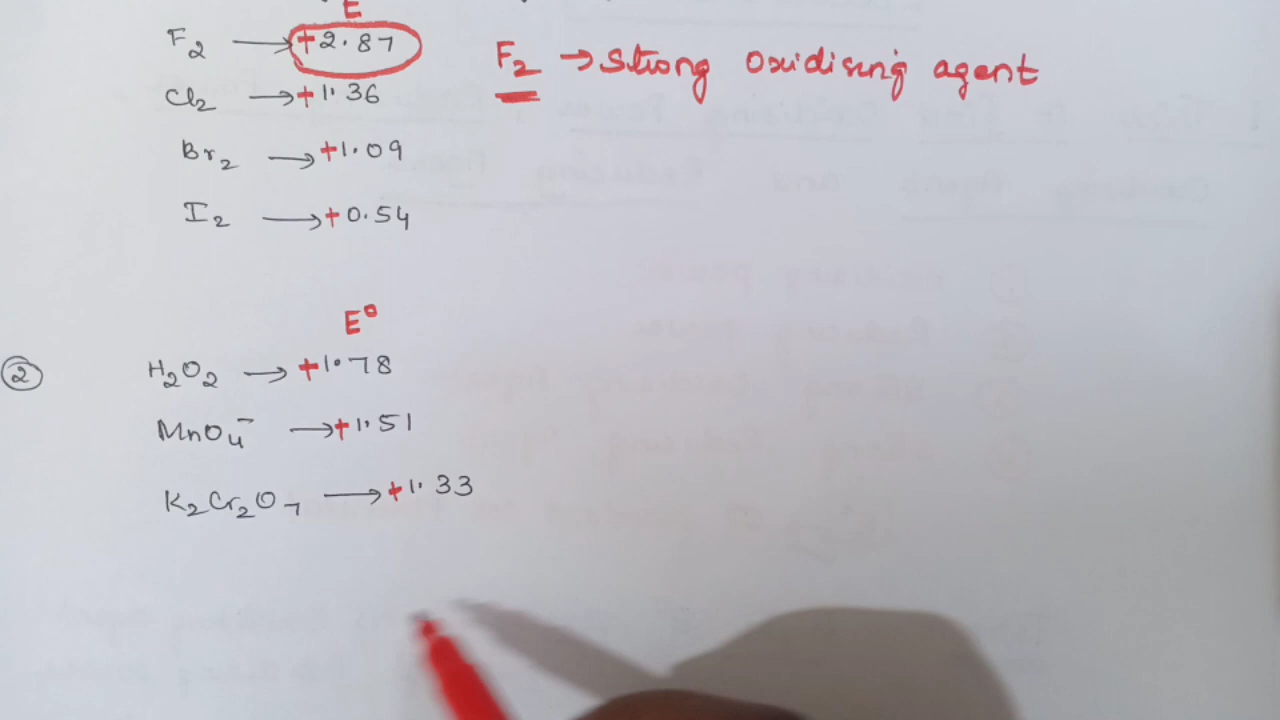 E
F2 → +2.87 F2 → Strong Oxidising agent
Cl2 → +1.36
Br2 → +1.09
I2 → +0.54
E°
② H2O2 → +1.78
MnO4⁻ → +1.51
K2Cr2O7 → +1.33